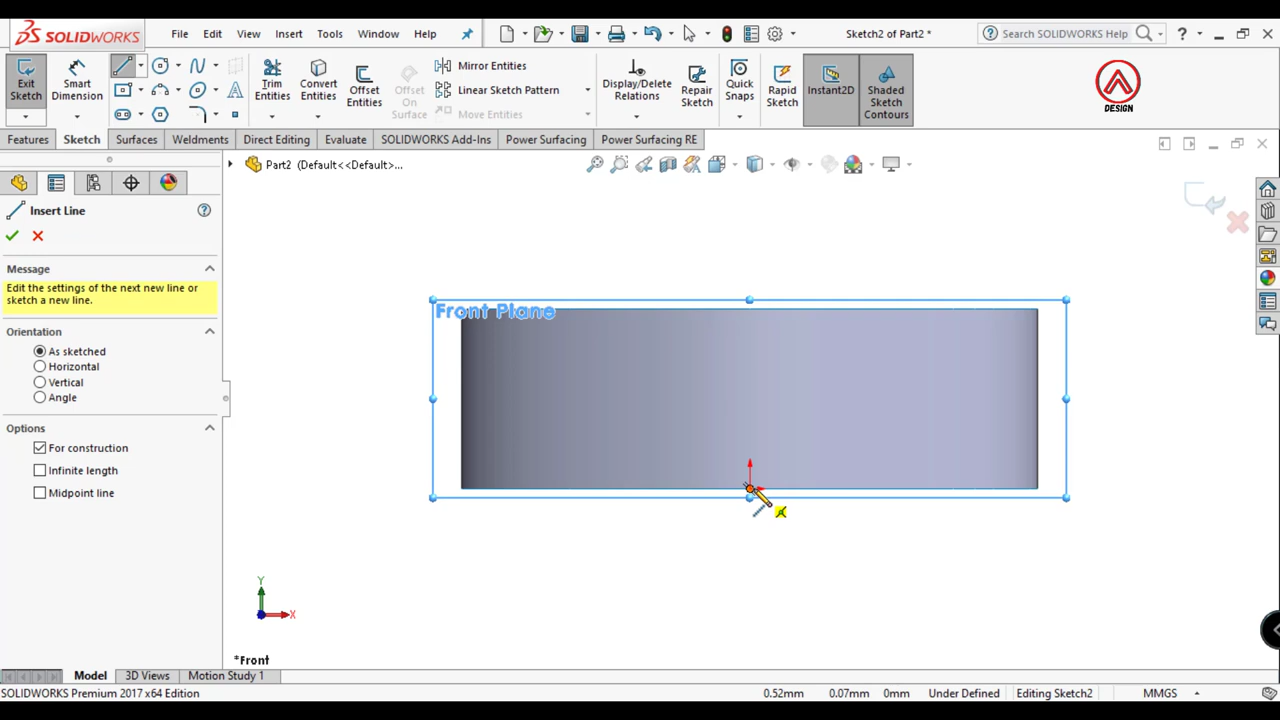 SOLIDWORKS
File Edit View Insert Tools Window Help
Sketch2 of Part2 *
Search SOLIDWORKS Help
Exit Sketch
Smart Dimension
Trim Entities
Convert Entities
Offset Entities
Offset On Surface
Mirror Entities
Linear Sketch Pattern
Move Entities
Display/Delete Relations
Repair Sketch
Quick Snaps
Rapid Sketch
Instant2D
Shaded Sketch Contours
DESIGN
Features Sketch Surfaces Weldments Direct Editing Evaluate SOLIDWORKS Add-Ins Power Surfacing Power Surfacing RE
Part2 (Default<<Default>...
Insert Line
Message
Edit the settings of the next new line or
sketch a new line.
Orientation
As sketched
Horizontal
Vertical
Angle
Options
For construction
Infinite length
Midpoint line
Front Plane
Y
X
*Front
Model 3D Views Motion Study 1
SOLIDWORKS Premium 2017 x64 Edition
0.52mm 0.07mm 0mm Under Defined Editing Sketch2 MMGS